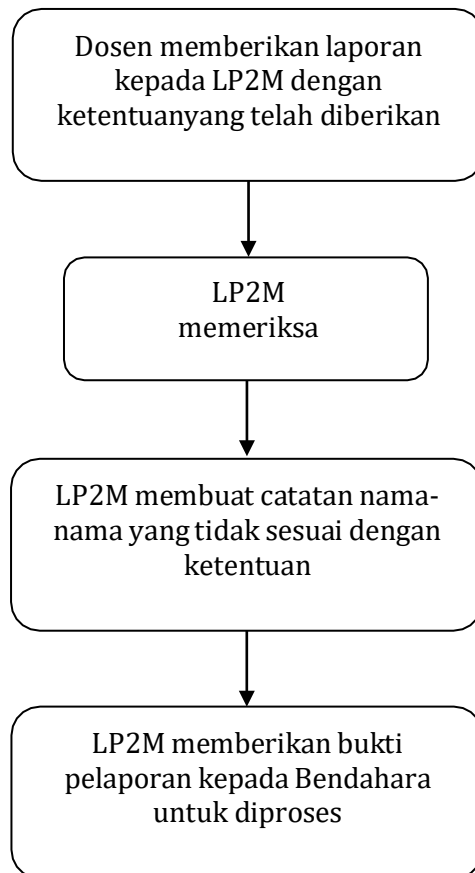 Dosen memberikan laporan
kepada LP2M dengan
ketentuanyang telah diberikan
LP2M
memeriksa
LP2M membuat catatan nama-
nama yang tidak sesuai dengan
ketentuan
LP2M memberikan bukti
pelaporan kepada Bendahara
untuk diproses